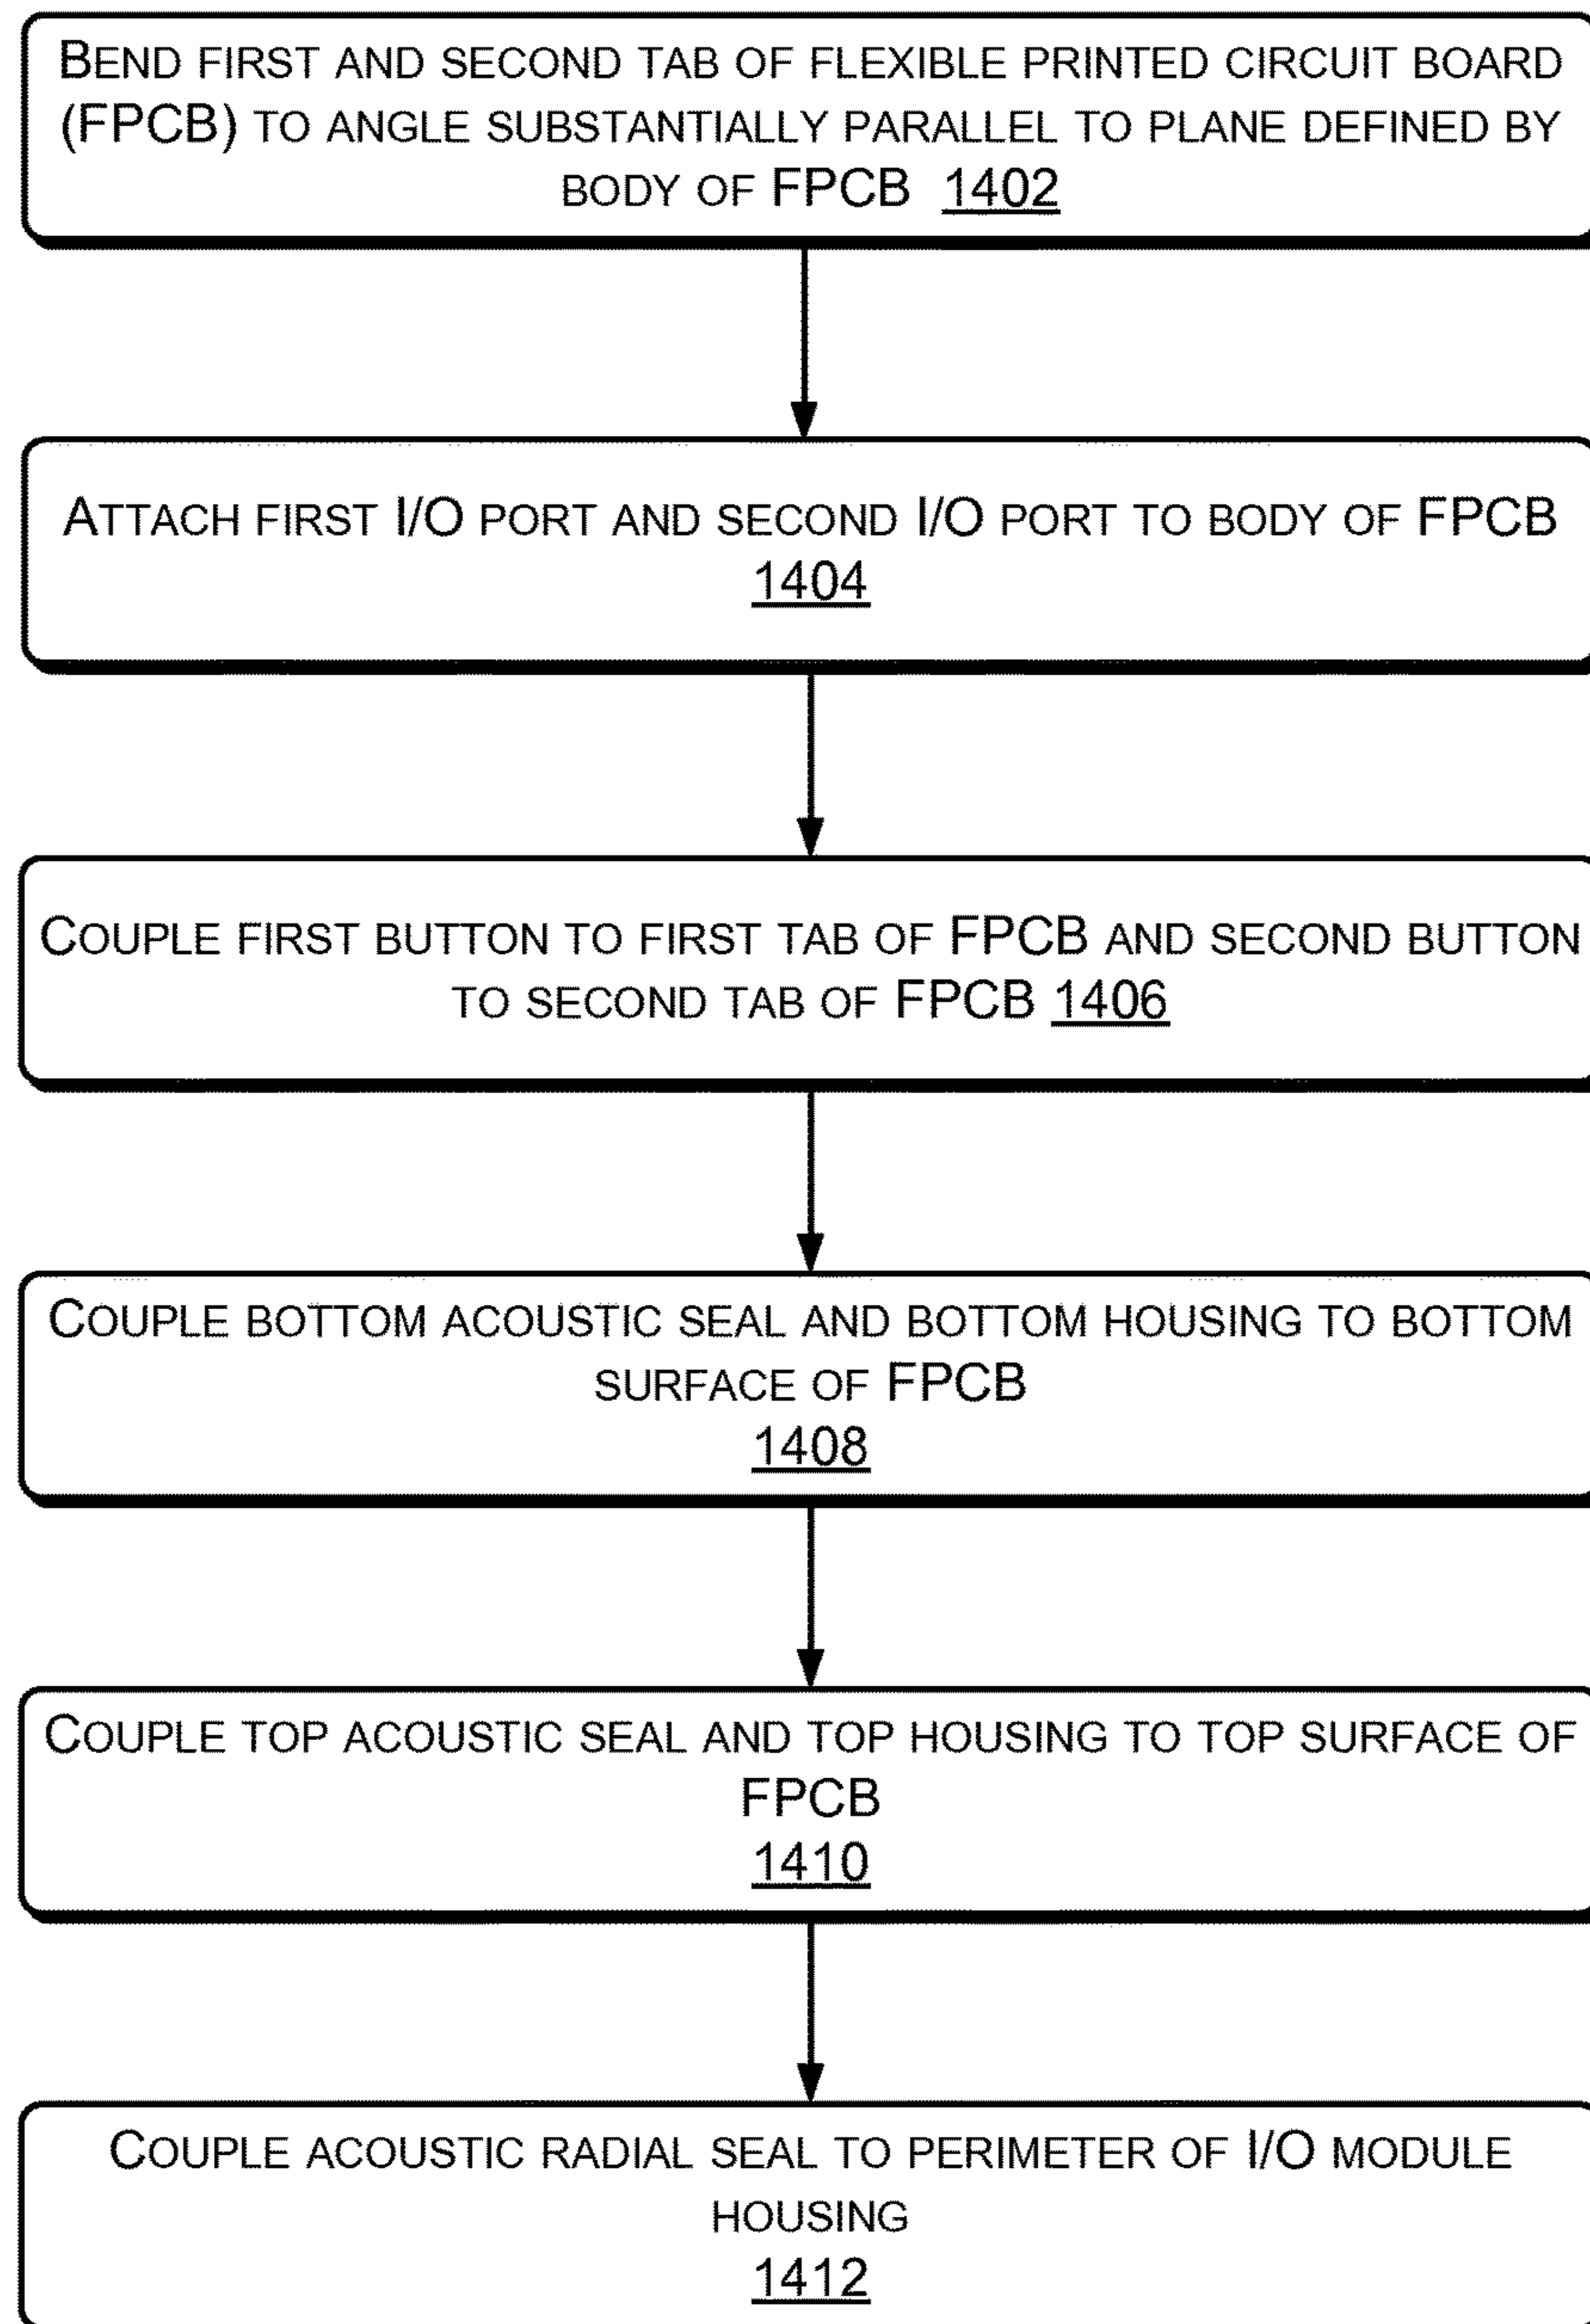 BEND FIRST AND SECOND TAB OF FLEXIBLE PRINTED CIRCUIT BOARD
(FPCB) TO ANGLE SUBSTANTIALLY PARALLEL TO PLANE DEFINED BY
BODY OF FPCB 1402
ATTACH FIRST I/O PORT AND SECOND I/O PORT TO BODY OF FPCB
1404
COUPLE FIRST BUTTON TO FIRST TAB OF FPCB AND SECOND BUTTON
TO SECOND TAB OF FPCB 1406
COUPLE BOTTOM ACOUSTIC SEAL AND BOTTOM HOUSING TO BOTTOM
SURFACE OF FPCB
1408
COUPLE TOP ACOUSTIC SEAL AND TOP HOUSING TO TOP SURFACE OF
FPCB
1410
COUPLE ACOUSTIC RADIAL SEAL TO PERIMETER OF I/O MODULE
HOUSING
1412